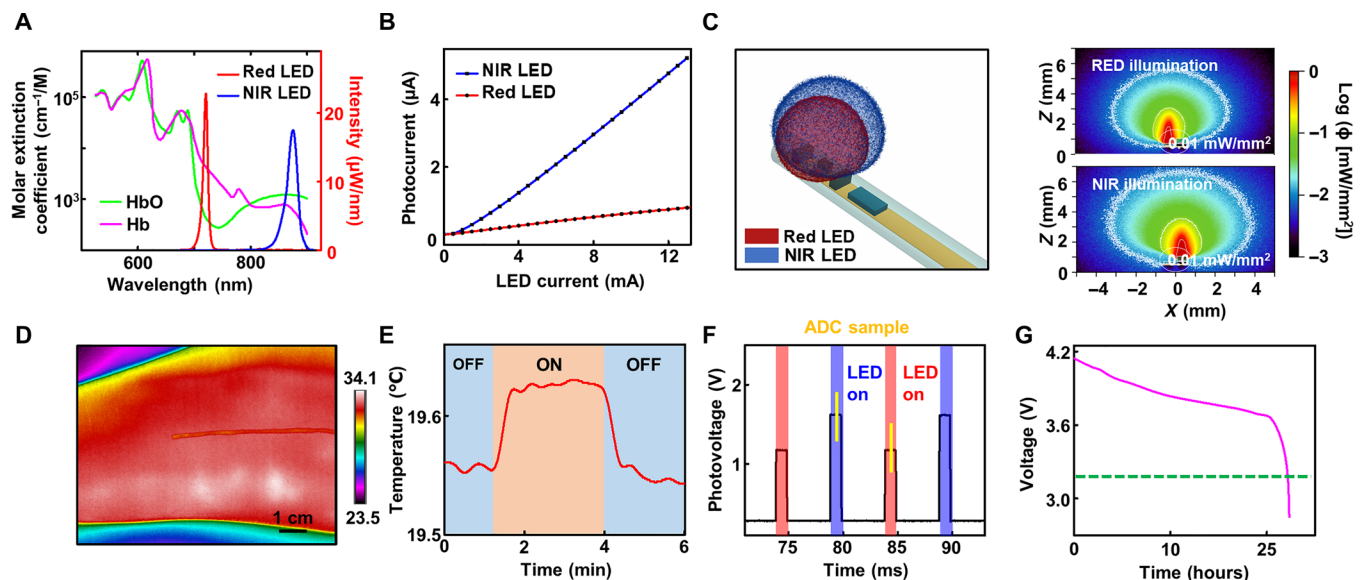 A
Molar extinction
coefficient (cm⁻¹/M)
10⁵
10³
Red LED
NIR LED
HbO
Hb
600
800
Wavelength (nm)
20
10
0
Intensity (μW/nm)
B
Photocurrent (μA)
4
2
0
NIR LED
Red LED
0
4
8
12
LED current (mA)
C
Red LED
NIR LED
RED illumination
0.01 mW/mm²
Z (mm)
6
4
2
0
NIR illumination
0.01 mW/mm²
Z (mm)
6
4
2
0
−4
−2
0
2
4
X (mm)
0
−1
−2
−3
Log (ϕ [mW/mm²])
D
34.1
23.5
1 cm
E
Temperature (°C)
19.6
19.5
OFF
ON
OFF
0
2
4
6
Time (min)
F
ADC sample
Photovoltage (V)
2
1
LED
on
LED
on
75
80
85
90
Time (ms)
G
Voltage (V)
4.2
3.6
3.0
0
10
25
Time (hours)